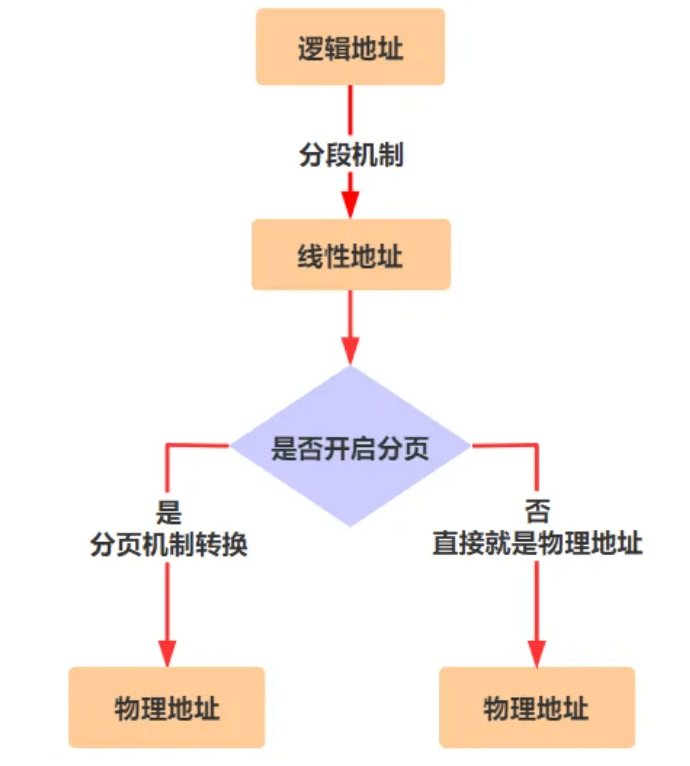 逻辑地址
分段机制
线性地址
是否开启分页
是
分页机制转换
否
直接就是物理地址
物理地址
物理地址